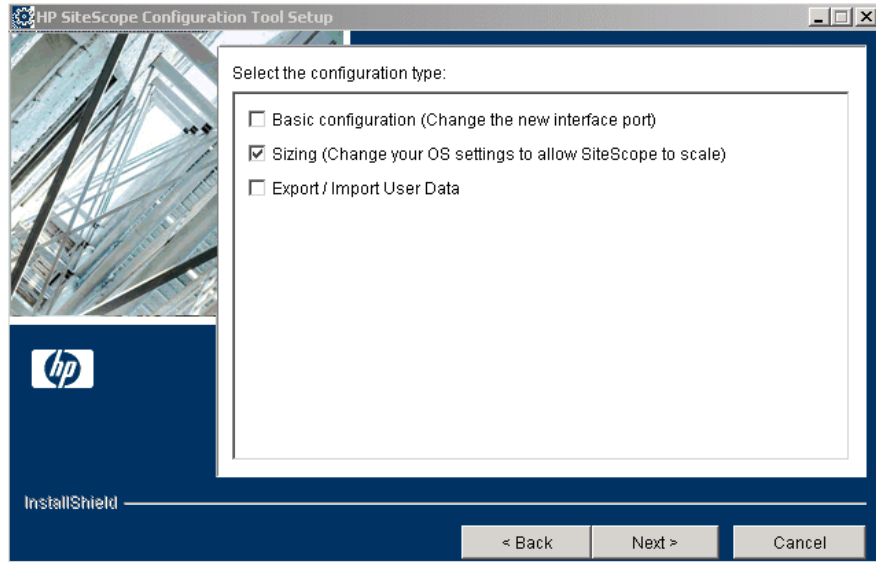 HP SiteScope Configuration Tool Setup
Select the configuration type:
Basic configuration (Change the new interface port)
Sizing (Change your OS settings to allow SiteScope to scale)
Export / Import User Data
hp
InstallShield
< Back
Next >
Cancel